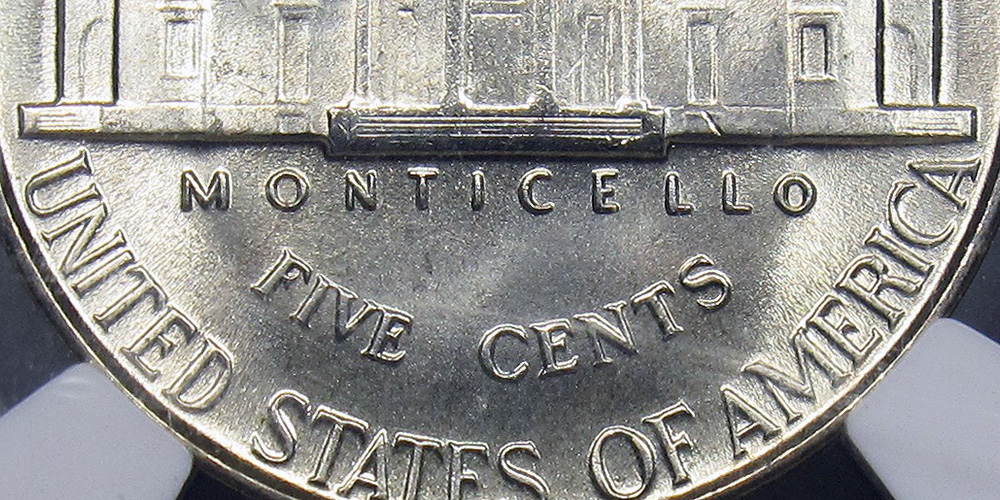 MONTICELLO
FIVE CENTS
UNITED STATES OF AMERICA